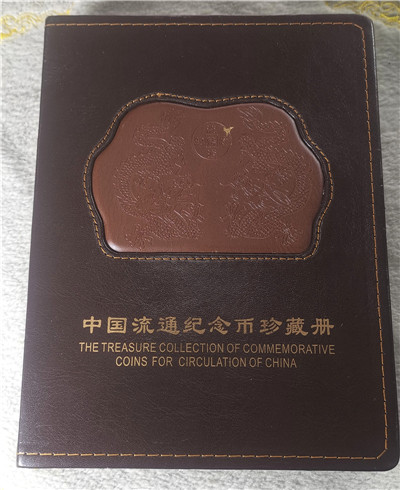 中国流通纪念币珍藏册
THE TREASURE COLLECTION OF COMMEMORATIVE
COINS FOR CIRCULATION OF CHINA